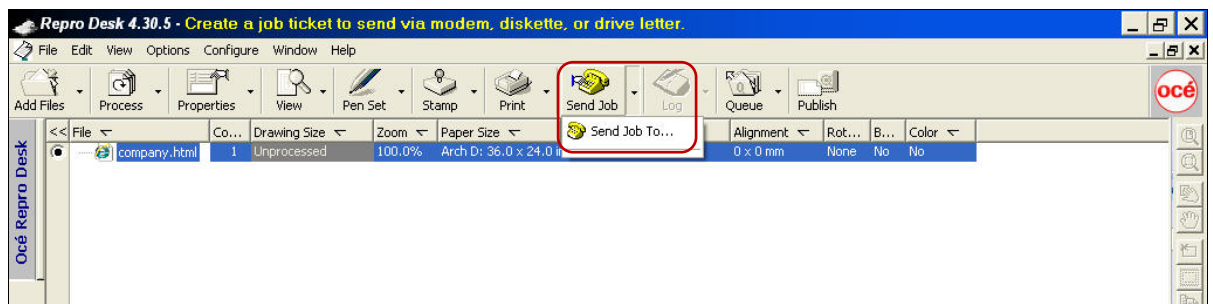 Repro Desk 4.30.5 - Create a job ticket to send via modem, diskette, or drive letter.
File Edit View Options Configure Window Help
Add Files Process Properties View Pen Set Stamp Print Send Job Log Queue Publish
océ
Send Job To...
<< File Co... Drawing Size Zoom Paper Size Alignment Rot... B... Color
company.html 1 Unprocessed 100.0% Arch D: 36.0 x 24.0 i 0 x 0 mm None No No
Océ Repro Desk